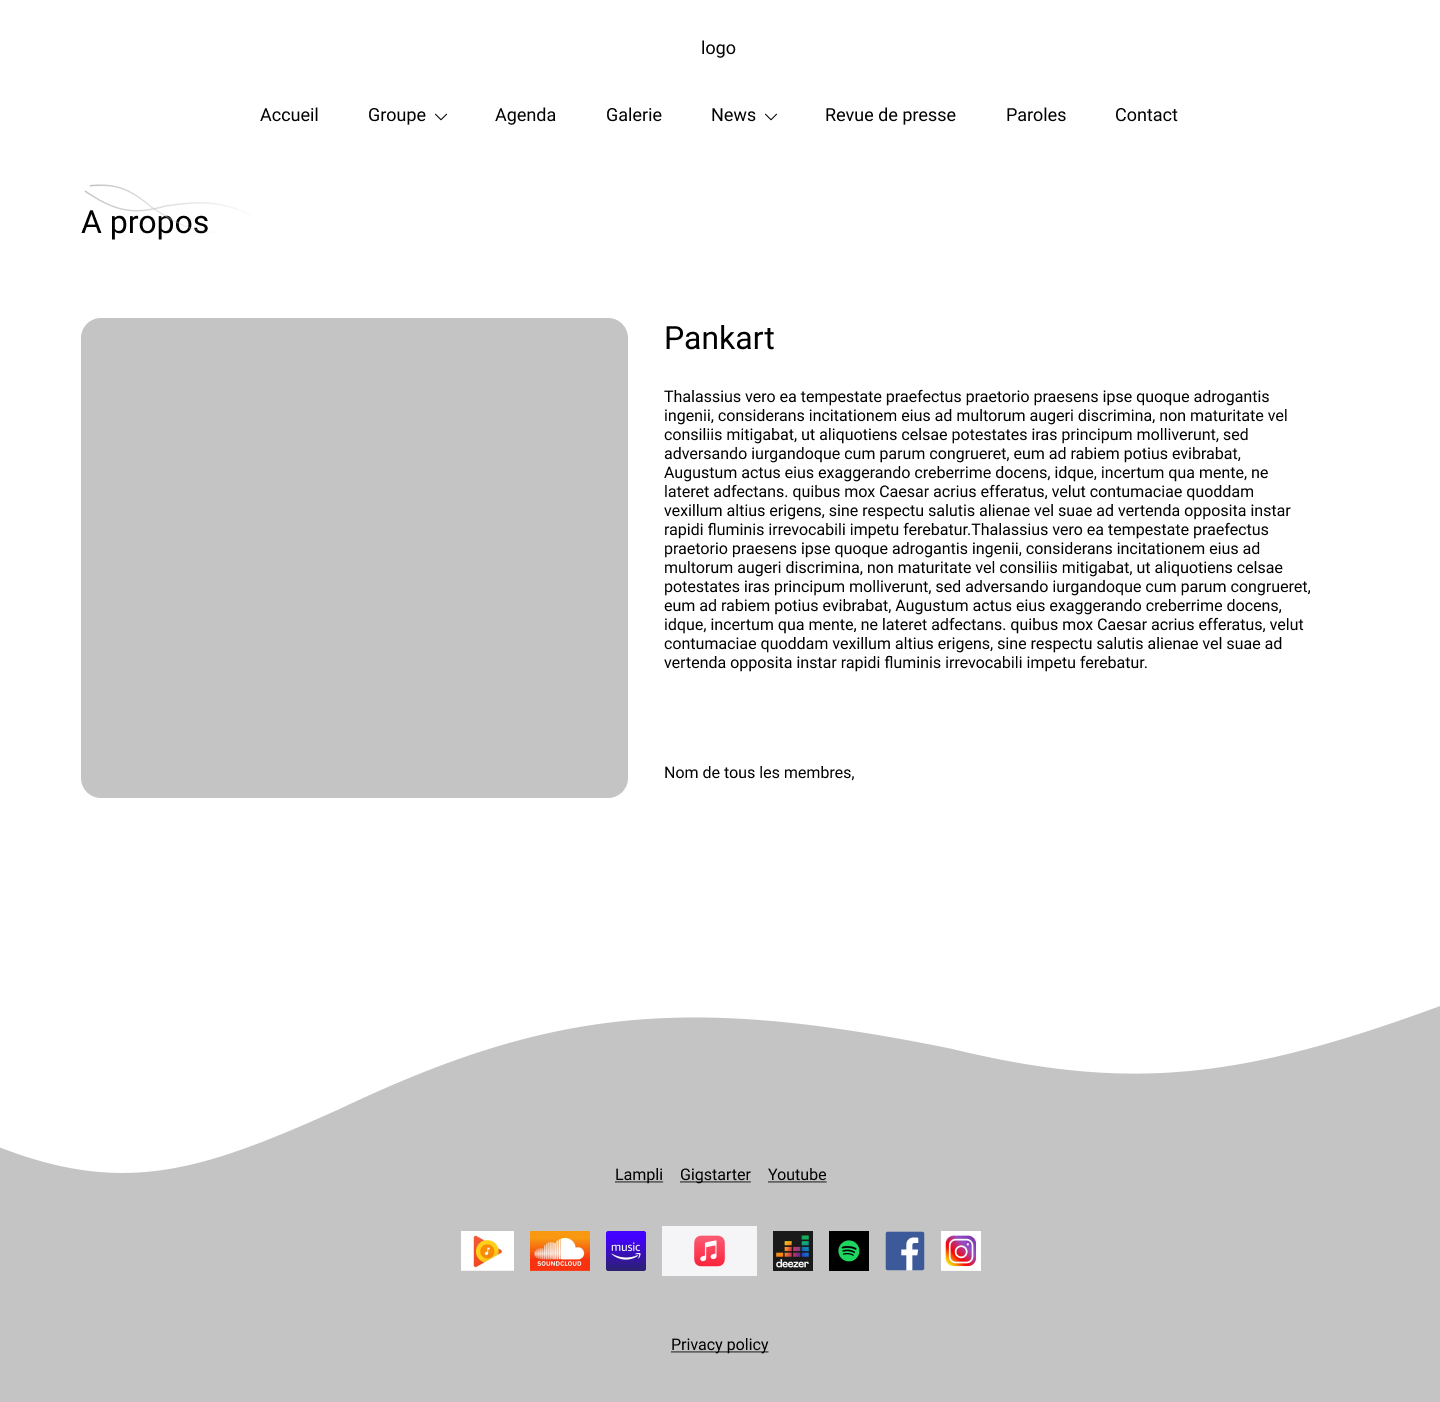 logo
Accueil Groupe Agenda Galerie News Revue de presse Paroles Contact
A propos
Pankart
Thalassius vero ea tempestate praefectus praetorio praesens ipse quoque adrogantis
ingenii, considerans incitationem eius ad multorum augeri discrimina, non maturitate vel
consiliis mitigabat, ut aliquotiens celsae potestates iras principum molliverunt, sed
adversando iurgandoque cum parum congrueret, eum ad rabiem potius evibrabat,
Augustum actus eius exaggerando creberrime docens, idque, incertum qua mente, ne
lateret adfectans. quibus mox Caesar acrius efferatus, velut contumaciae quoddam
vexillum altius erigens, sine respectu salutis alienae vel suae ad vertenda opposita instar
rapidi fluminis irrevocabili impetu ferebatur.Thalassius vero ea tempestate praefectus
praetorio praesens ipse quoque adrogantis ingenii, considerans incitationem eius ad
multorum augeri discrimina, non maturitate vel consiliis mitigabat, ut aliquotiens celsae
potestates iras principum molliverunt, sed adversando iurgandoque cum parum congrueret,
eum ad rabiem potius evibrabat, Augustum actus eius exaggerando creberrime docens,
idque, incertum qua mente, ne lateret adfectans. quibus mox Caesar acrius efferatus, velut
contumaciae quoddam vexillum altius erigens, sine respectu salutis alienae vel suae ad
vertenda opposita instar rapidi fluminis irrevocabili impetu ferebatur.
Nom de tous les membres,
Lampli Gigstarter Youtube
SOUNDCLOUD music deezer
Privacy policy